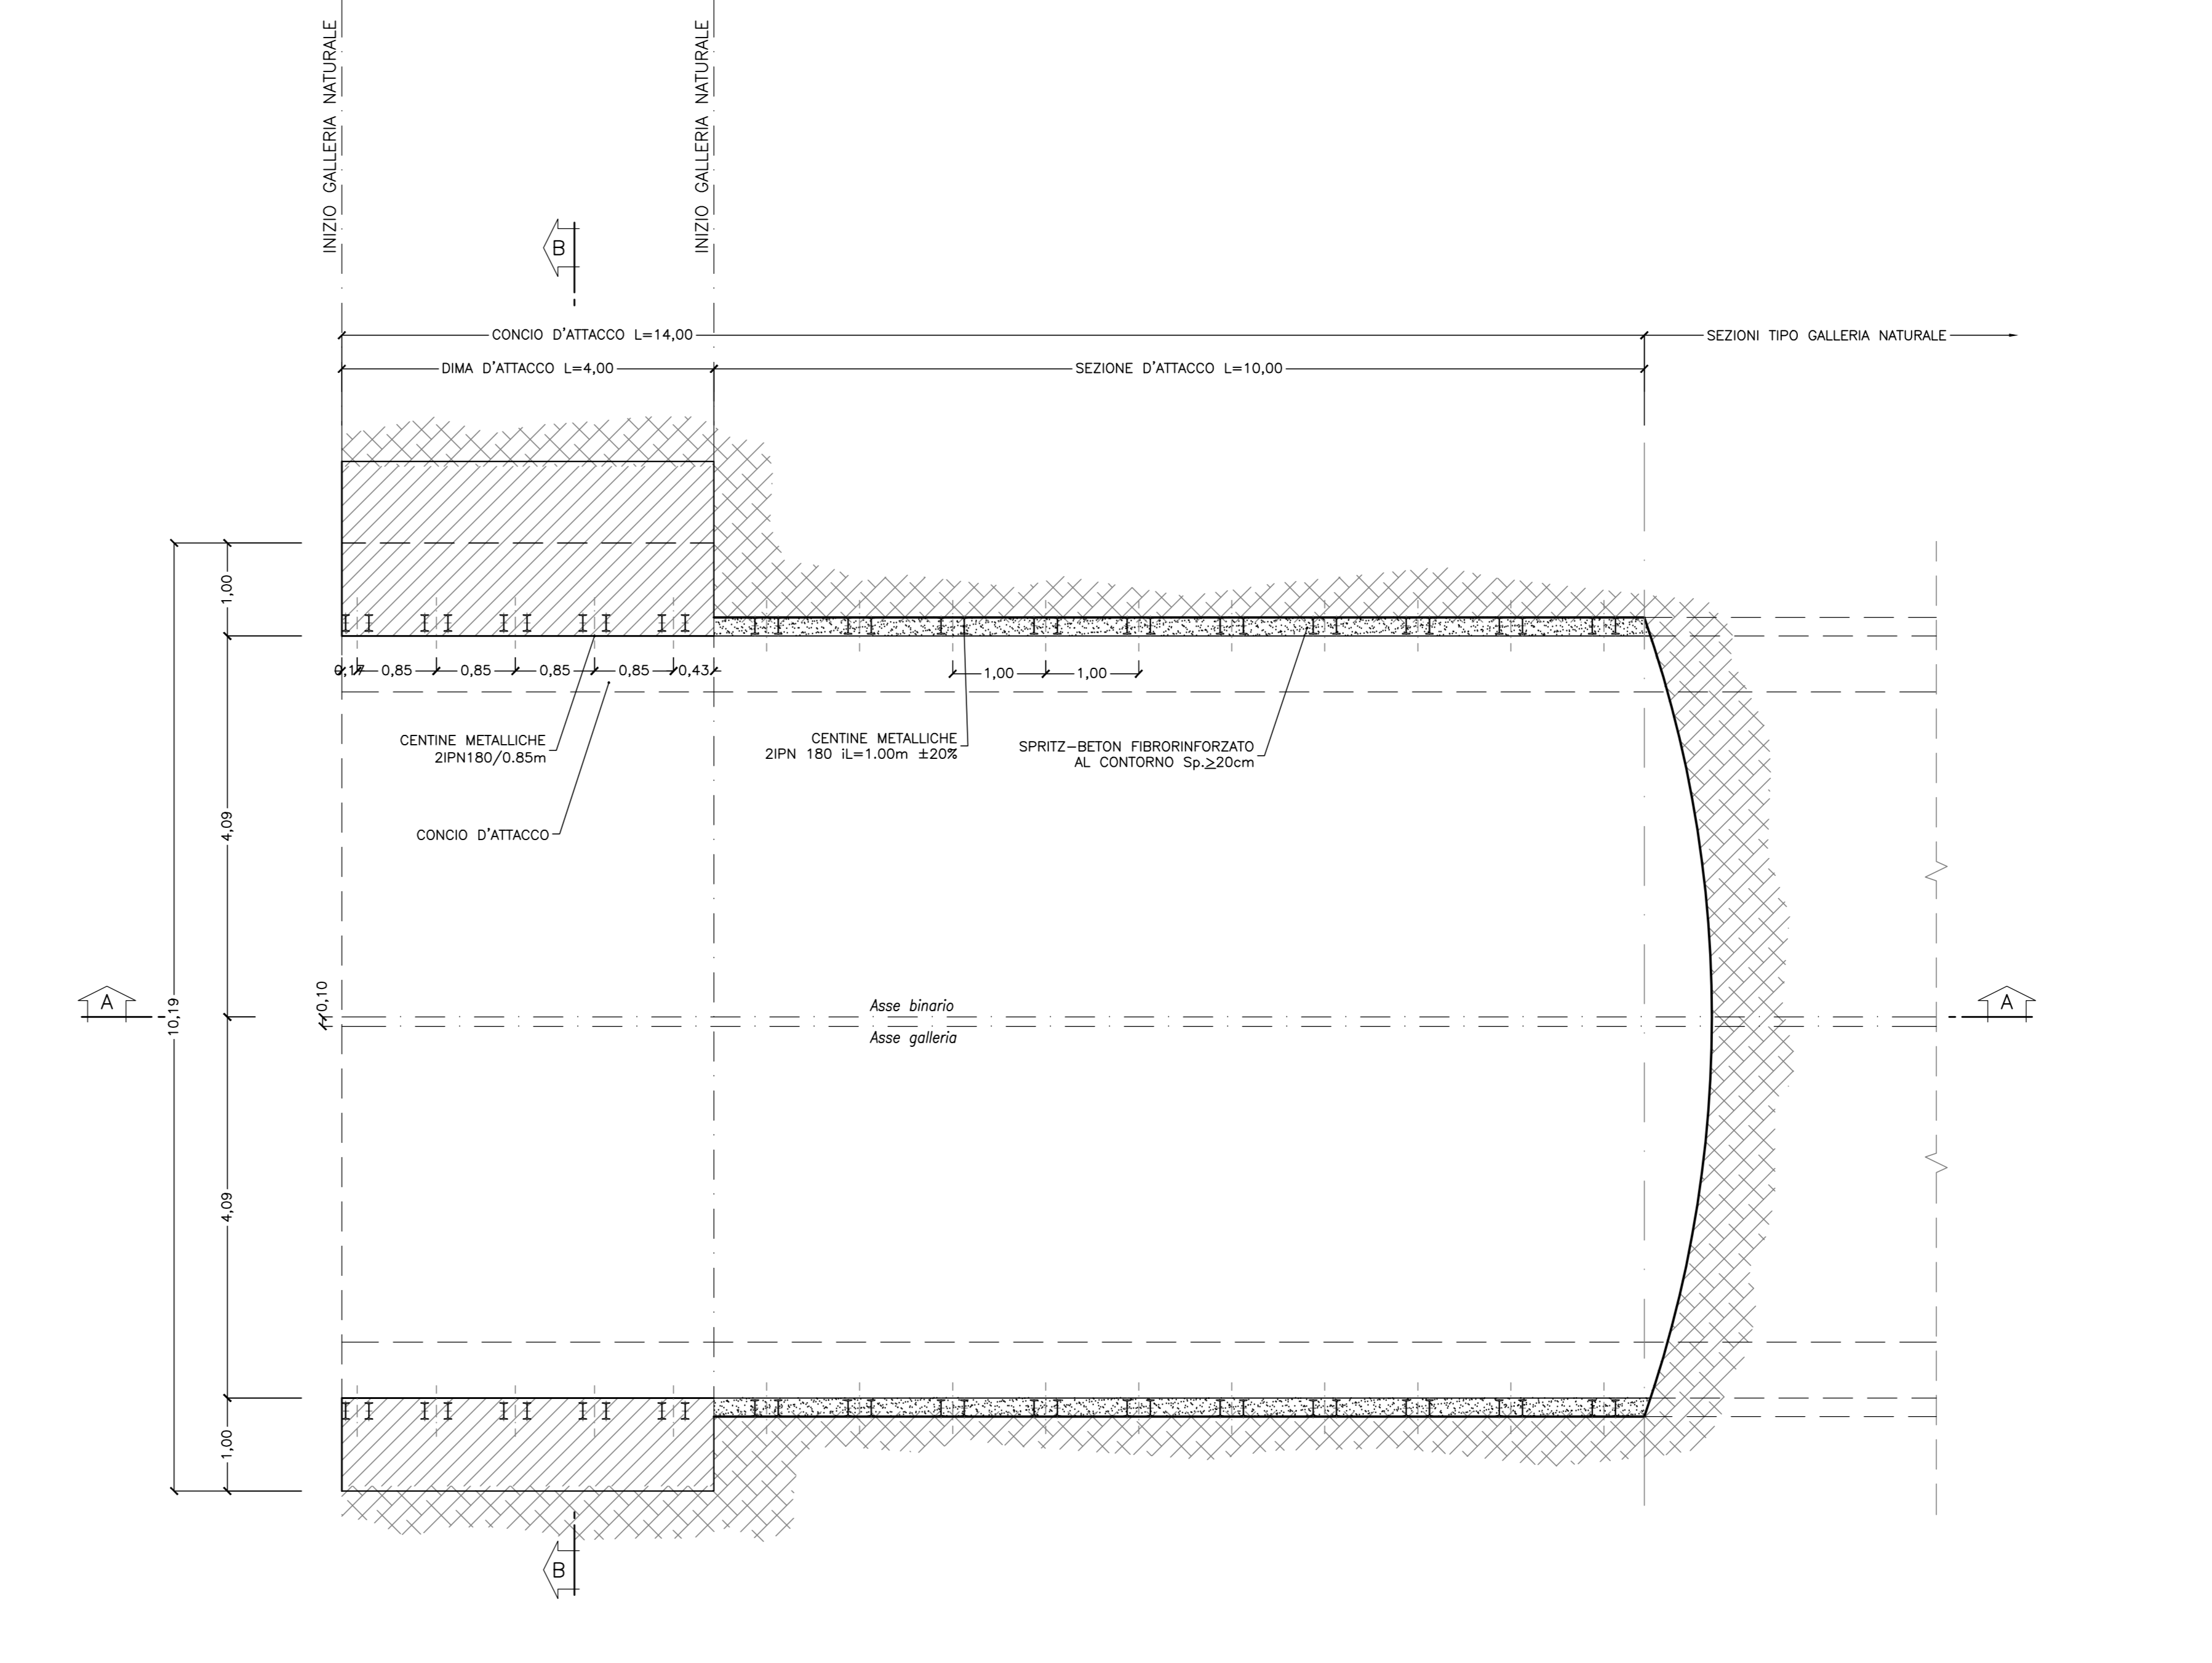 INIZIO GALLERIA NATURALE
INIZIO GALLERIA NATURALE
B
CONCIO D'ATTACCO L=14,00
SEZIONI TIPO GALLERIA NATURALE
DIMA D'ATTACCO L=4,00
SEZIONE D'ATTACCO L=10,00
1,00
0,17
0,85
0,85
0,85
0,85
0,43
1,00
1,00
CENTINE METALLICHE
2IPN180/0.85m
CENTINE METALLICHE
2IPN 180 iL=1.00m ±20%
SPRITZ-BETON FIBRORINFORZATO
AL CONTORNO Sp.≥20cm
CONCIO D'ATTACCO
4,09
10,19
0,10
A
Asse binario
Asse galleria
A
4,09
1,00
B